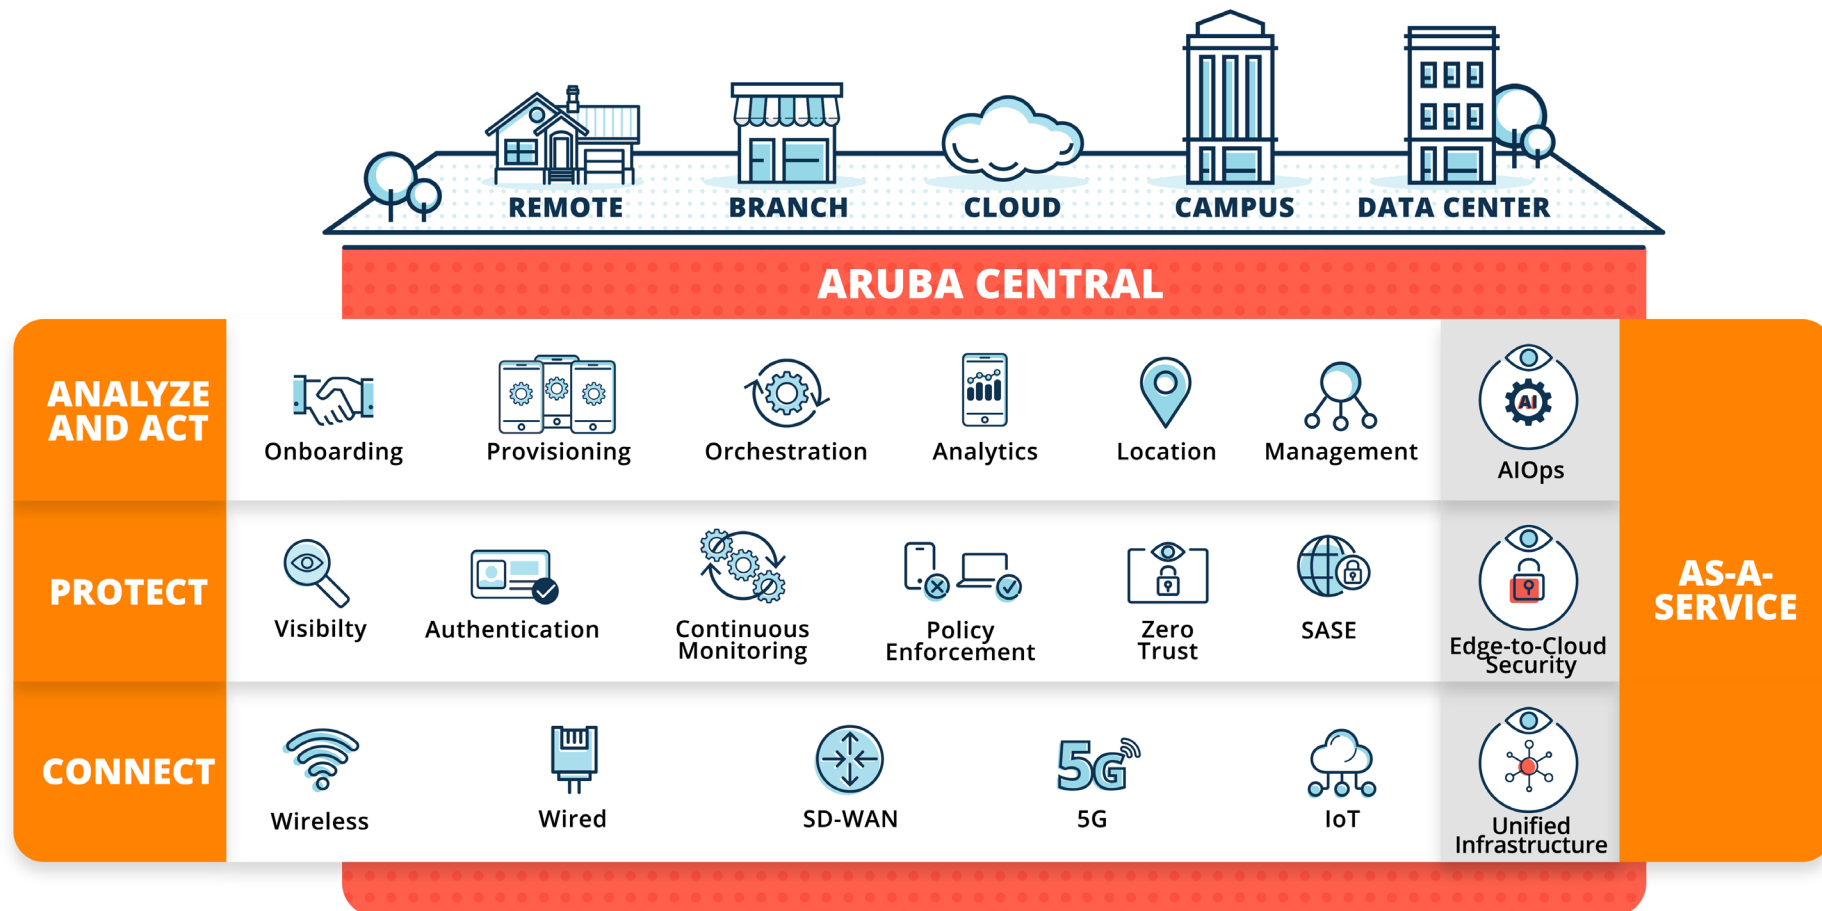 REMOTE
BRANCH
CLOUD
CAMPUS
DATA CENTER
ARUBA CENTRAL
ANALYZE
AND ACT
Onboarding
Provisioning
Orchestration
Analytics
Location
Management
AI
AIOps
PROTECT
Visibilty
Authentication
Continuous
Monitoring
Policy
Enforcement
Zero
Trust
SASE
Edge-to-Cloud
Security
CONNECT
Wireless
Wired
SD-WAN
5G
5G
IoT
Unified
Infrastructure
AS-A-
SERVICE